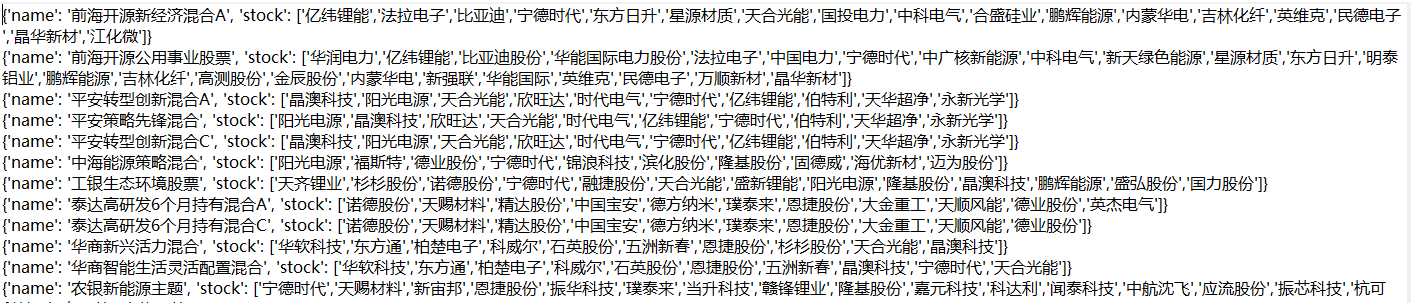 {'name': '前海开源新经济混合A', 'stock': ['亿纬锂能','法拉电子','比亚迪','宁德时代','东方日升','星源材质','天合光能','国投电力','中科电气','合盛硅业','鹏辉能源','内蒙华电','吉林化纤','英维克','民德电子
','晶华新材','江化微']}
{'name': '前海开源公用事业股票', 'stock': ['华润电力','亿纬锂能','比亚迪股份','华能国际电力股份','法拉电子','中国电力','宁德时代','中广核新能源','中科电气','新天绿色能源','星源材质','东方日升','明泰
铝业','鹏辉能源','吉林化纤','高测股份','金辰股份','内蒙华电','新强联','华能国际','英维克','民德电子','万顺新材','晶华新材']}
{'name': '平安转型创新混合A', 'stock': ['晶澳科技','阳光电源','天合光能','欣旺达','时代电气','宁德时代','亿纬锂能','伯特利','天华超净','永新光学']}
{'name': '平安策略先锋混合', 'stock': ['阳光电源','晶澳科技','欣旺达','天合光能','时代电气','亿纬锂能','宁德时代','伯特利','天华超净','永新光学']}
{'name': '平安转型创新混合C', 'stock': ['晶澳科技','阳光电源','天合光能','欣旺达','时代电气','宁德时代','亿纬锂能','伯特利','天华超净','永新光学']}
{'name': '中海能源策略混合', 'stock': ['阳光电源','福斯特','德业股份','宁德时代','锦浪科技','滨化股份','隆基股份','固德威','海优新材','迈为股份']}
{'name': '工银生态环境股票', 'stock': ['天齐锂业','杉杉股份','诺德股份','宁德时代','融捷股份','天合光能','盛新锂能','阳光电源','隆基股份','晶澳科技','鹏辉能源','盛弘股份','国力股份']}
{'name': '泰达高研发6个月持有混合A', 'stock': ['诺德股份','天赐材料','精达股份','中国宝安','德方纳米','璞泰来','恩捷股份','大金重工','天顺风能','德业股份','英杰电气']}
{'name': '泰达高研发6个月持有混合C', 'stock': ['诺德股份','天赐材料','精达股份','中国宝安','德方纳米','璞泰来','恩捷股份','大金重工','天顺风能','德业股份']}
{'name': '华商新兴活力混合', 'stock': ['华软科技','东方通','柏楚电子','科威尔','石英股份','五洲新春','恩捷股份','杉杉股份','天合光能','晶澳科技']}
{'name': '华商智能生活灵活配置混合', 'stock': ['华软科技','东方通','柏楚电子','科威尔','石英股份','恩捷股份','五洲新春','晶澳科技','宁德时代','天合光能']}
{'name': '农银新能源主题', 'stock': ['宁德时代','天赐材料','新宙邦','恩捷股份','振华科技','璞泰来','当升科技','赣锋锂业','隆基股份','嘉元科技','科达利','闻泰科技','中航沈飞','应流股份','振芯科技','杭可